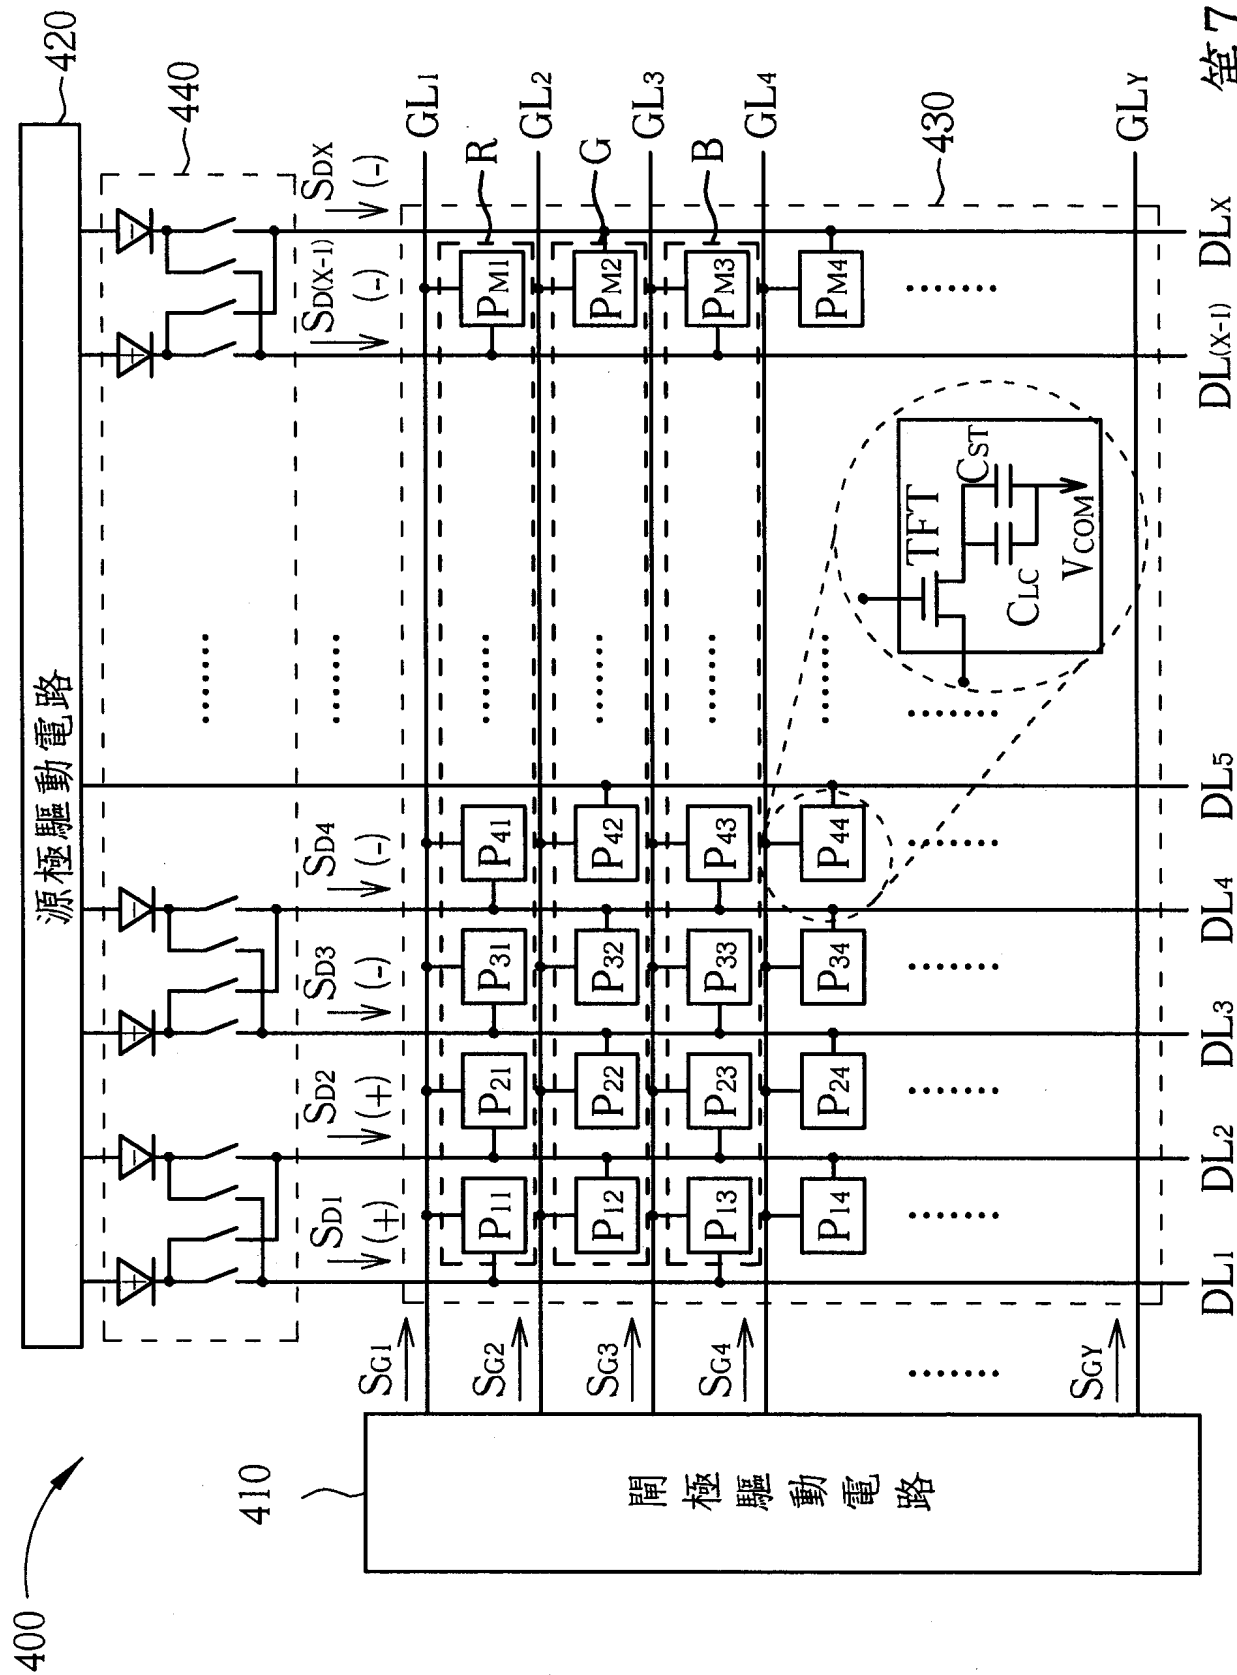 400
420
源極驅動電路
440
SD1
(+)
SD2
(+)
SD3
(-)
SD4
(-)
SD(X-1)
(-)
SDX
(-)
410
閘極驅動電路
SG1
SG2
SG3
SG4
SGY
GL1
GL2
GL3
GL4
GLY
R
G
B
430
P11
P21
P31
P41
PM1
P12
P22
P32
P42
PM2
P13
P23
P33
P43
PM3
P14
P24
P34
P44
PM4
TFT
CLC
CST
VCOM
DL1
DL2
DL3
DL4
DL5
DL(X-1)
DLX
第7